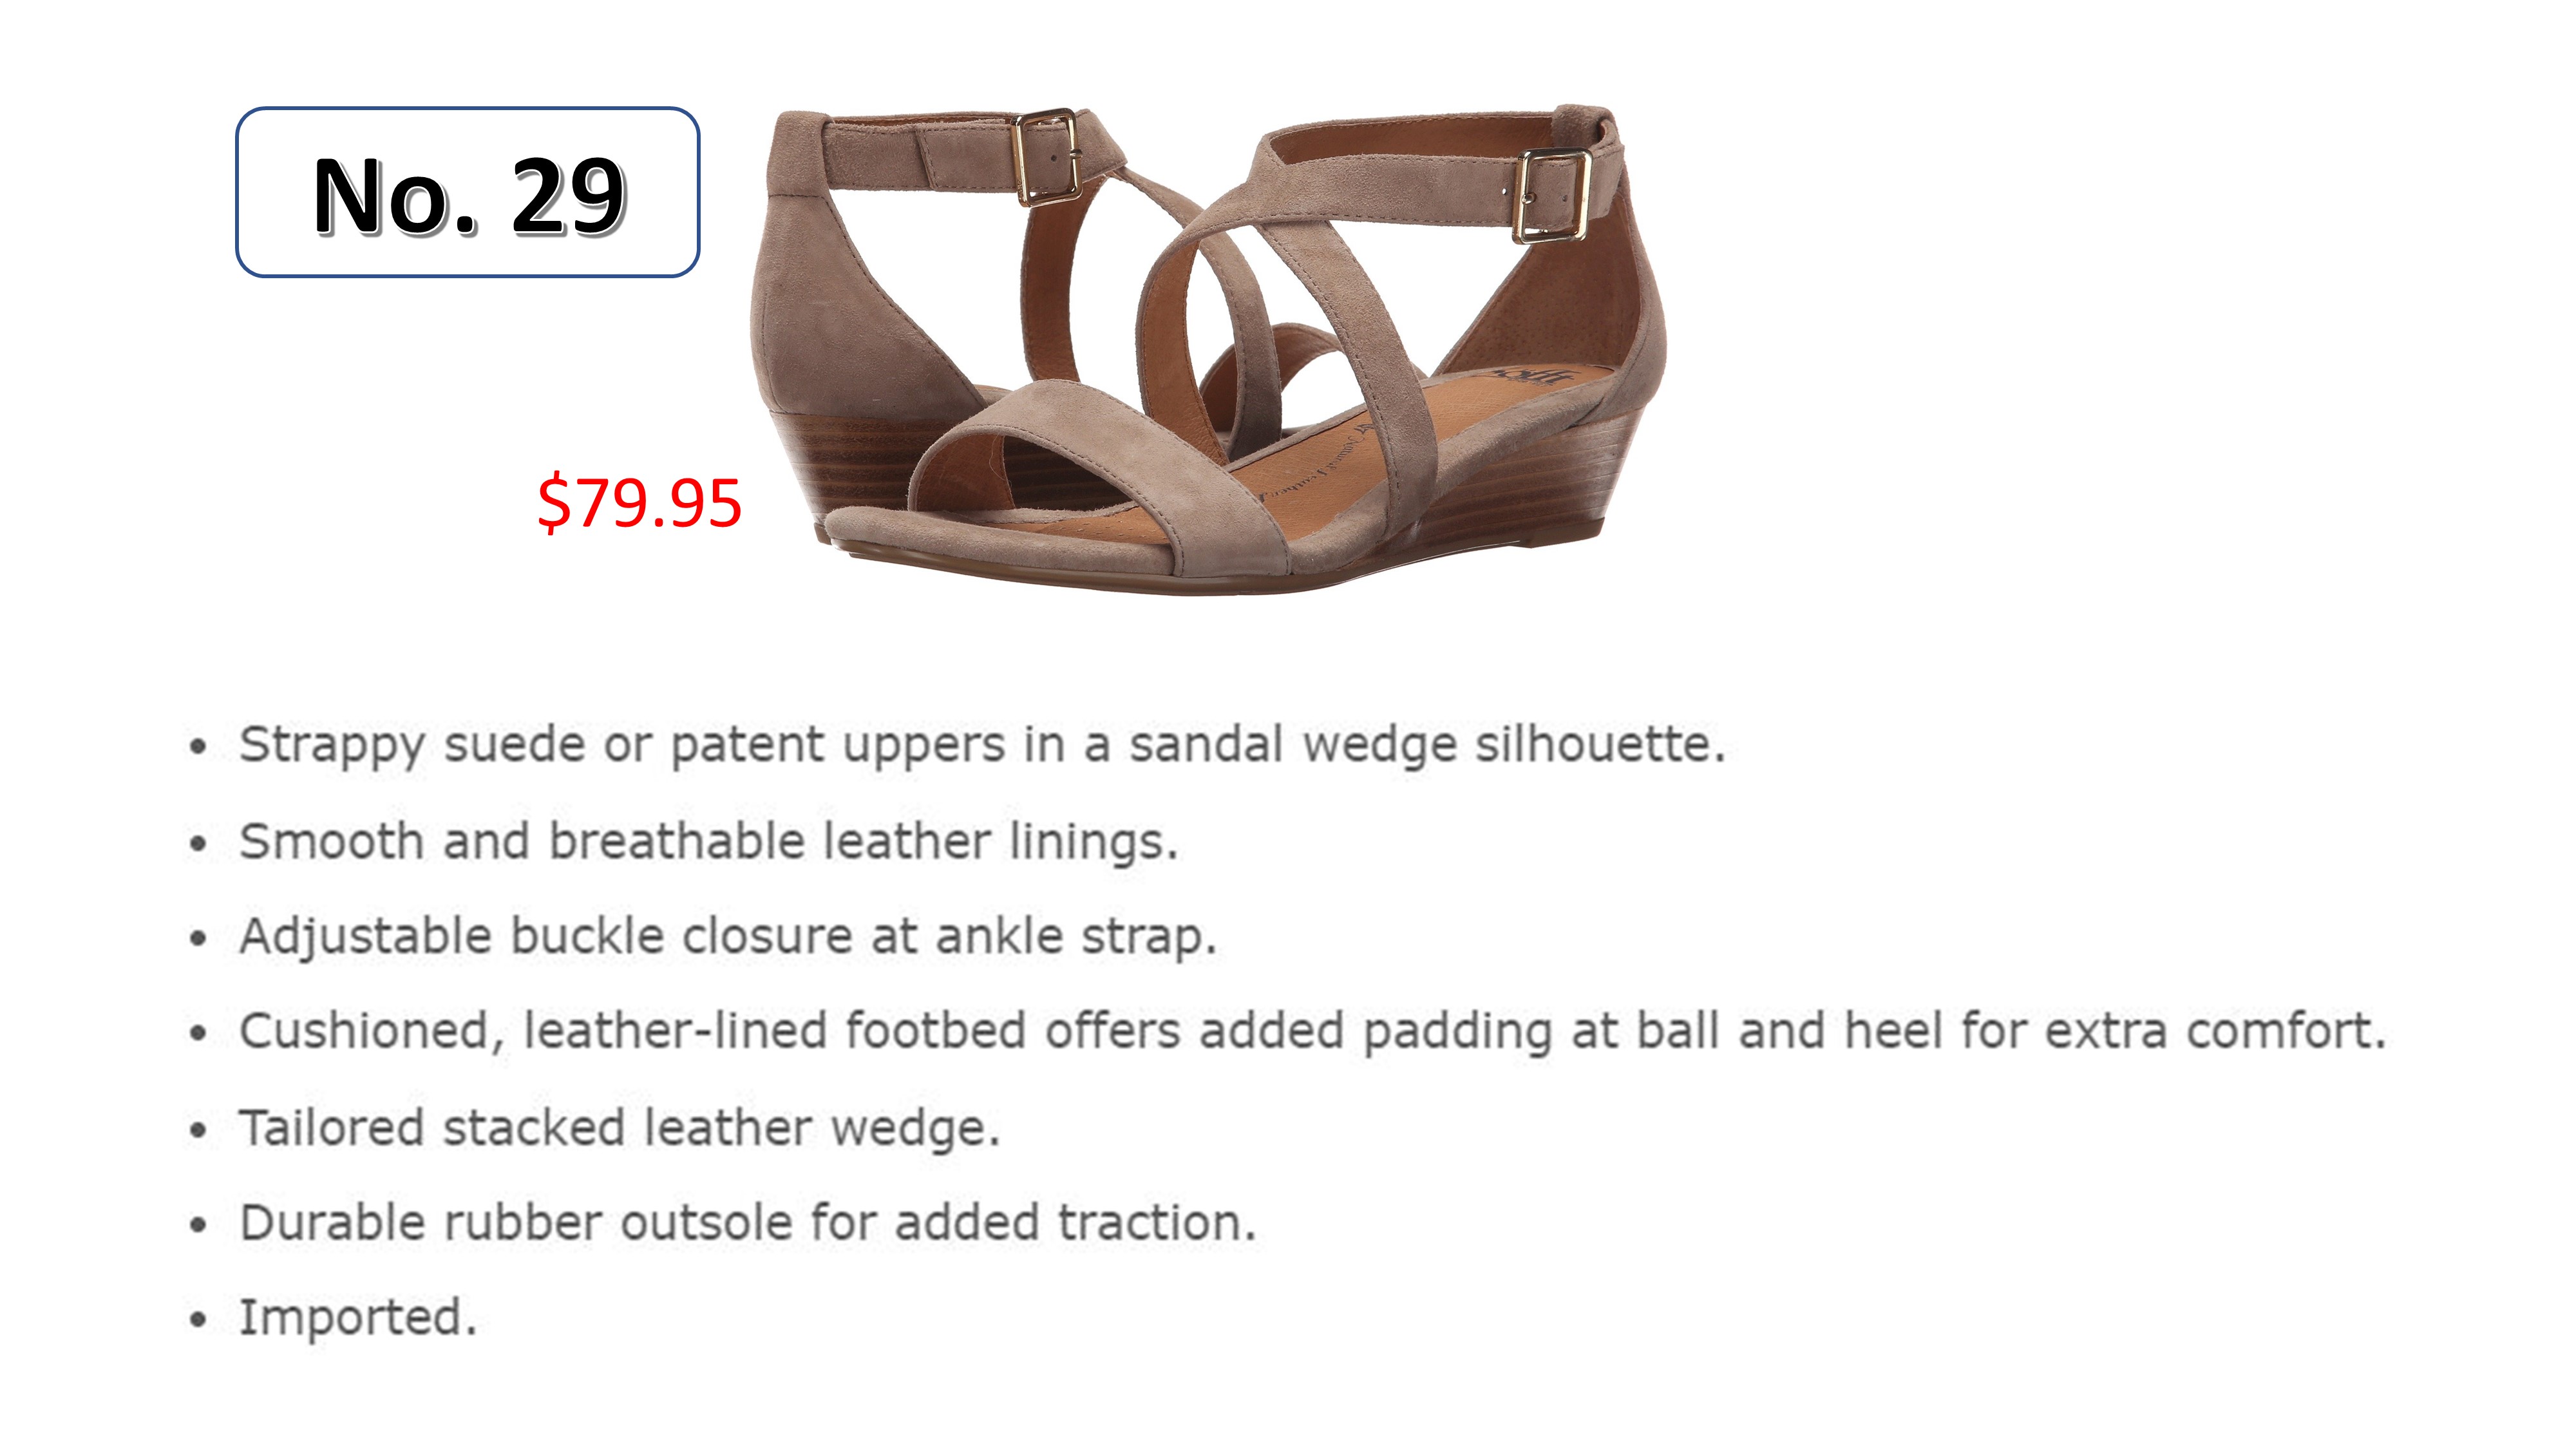 No. 29
$79.95
• Strappy suede or patent uppers in a sandal wedge silhouette.
• Smooth and breathable leather linings.
• Adjustable buckle closure at ankle strap.
• Cushioned, leather-lined footbed offers added padding at ball and heel for extra comfort.
• Tailored stacked leather wedge.
• Durable rubber outsole for added traction.
• Imported.